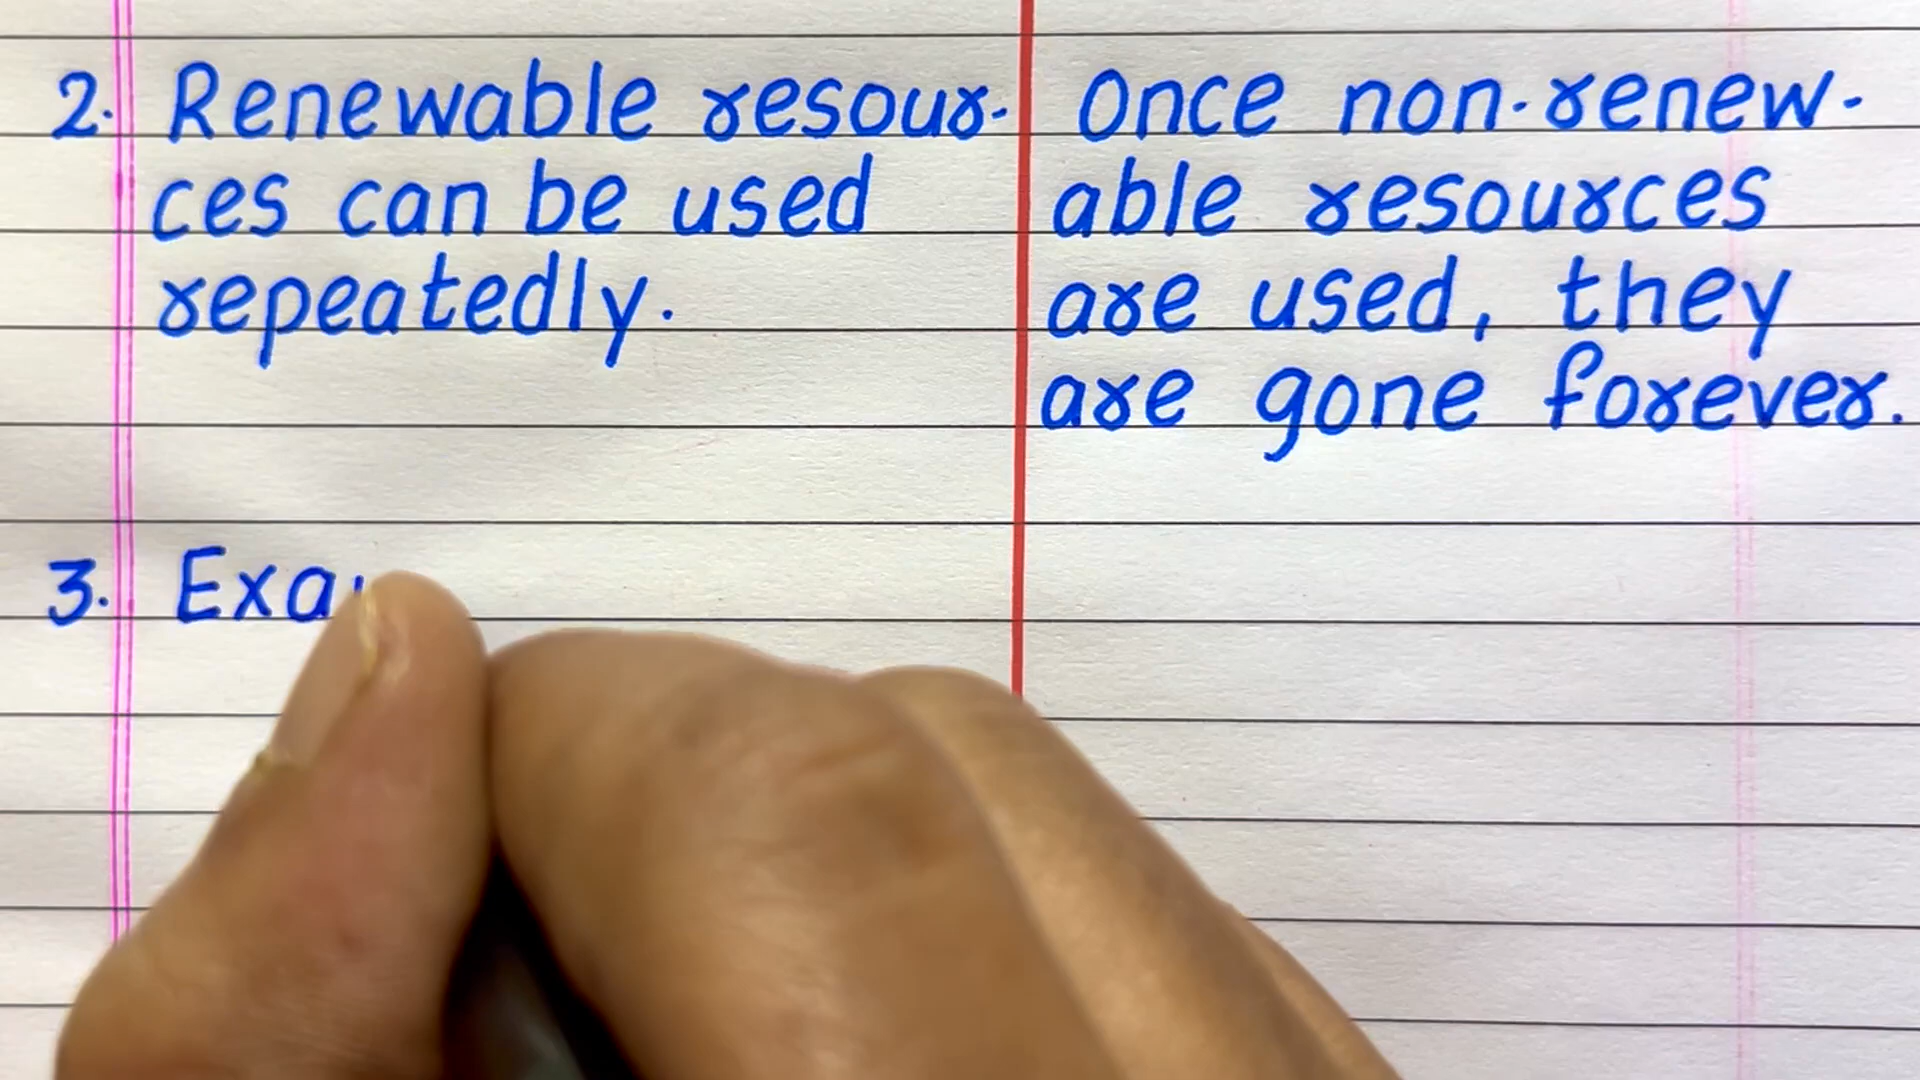 2. Renewable resour-
ces can be used
repeatedly.
Once non-renew-
able resources
are used, they
are gone forever.
3.